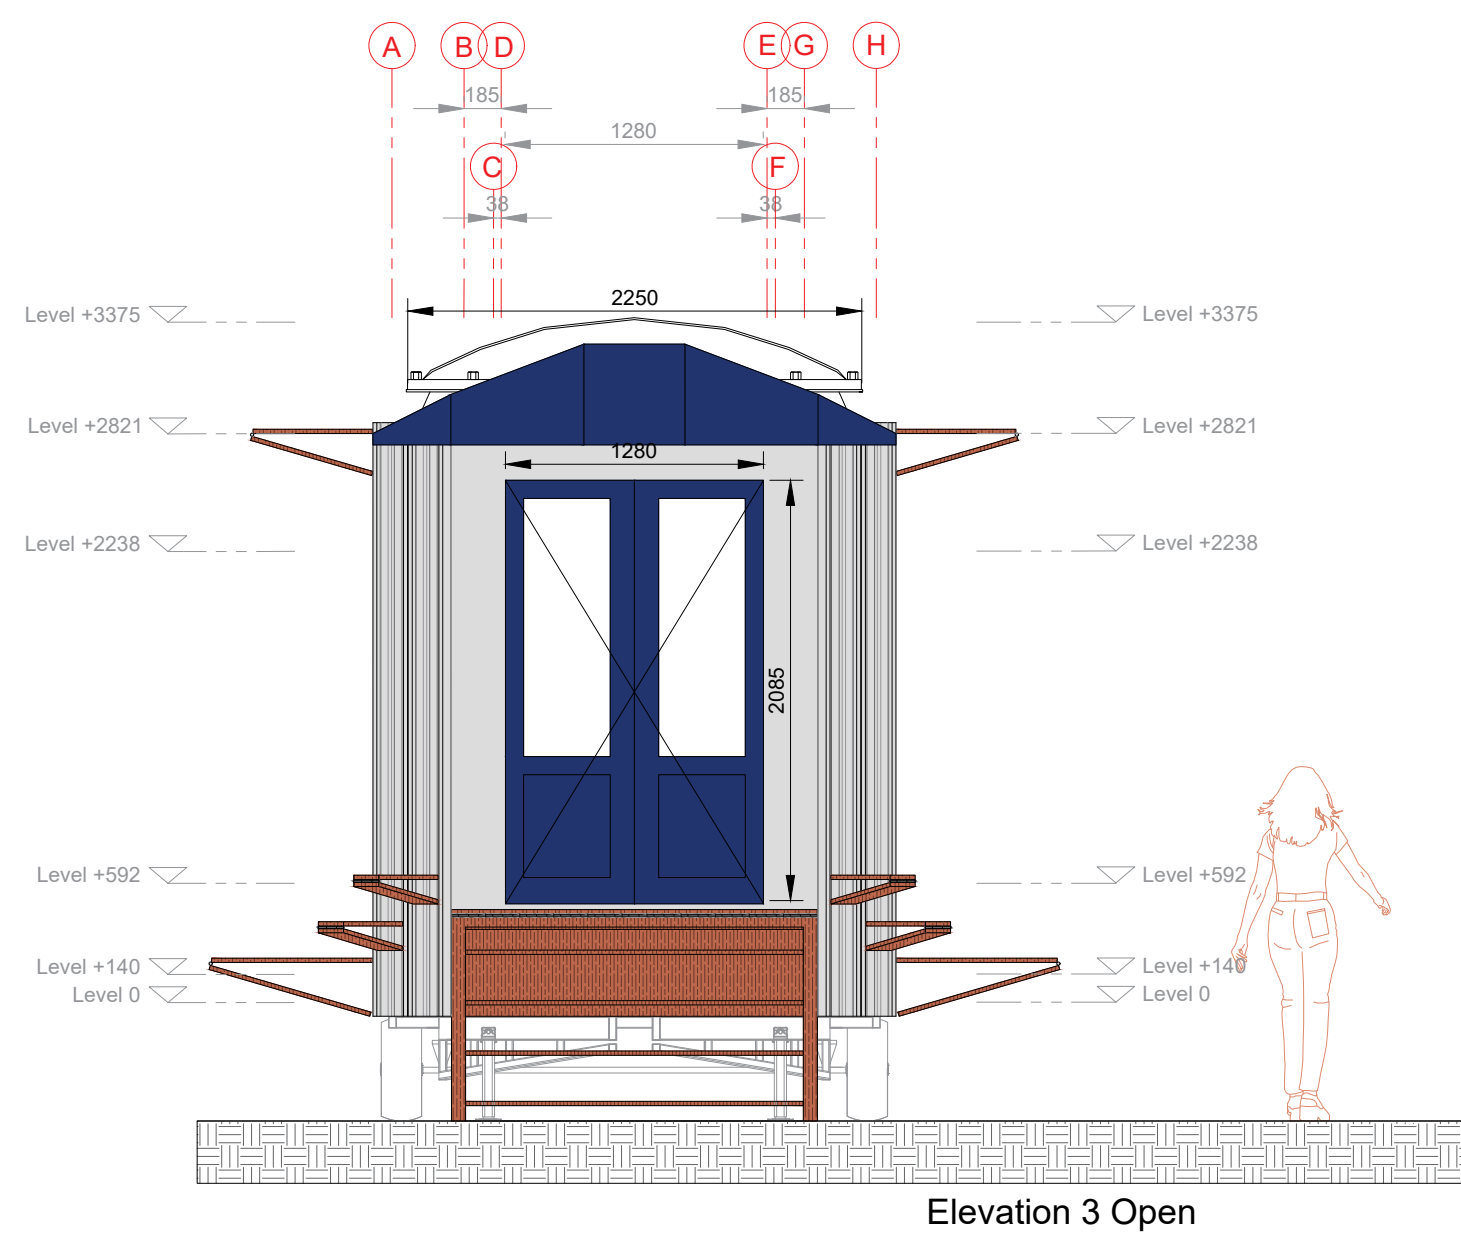 A B D E G H
185 185
1280
C F
38 38
2250
Level +3375 Level +3375
Level +2821 Level +2821
1280
Level +2238 Level +2238
2085
Level +592 Level +592
Level +140 Level +140
Level 0 Level 0
Elevation 3 Open